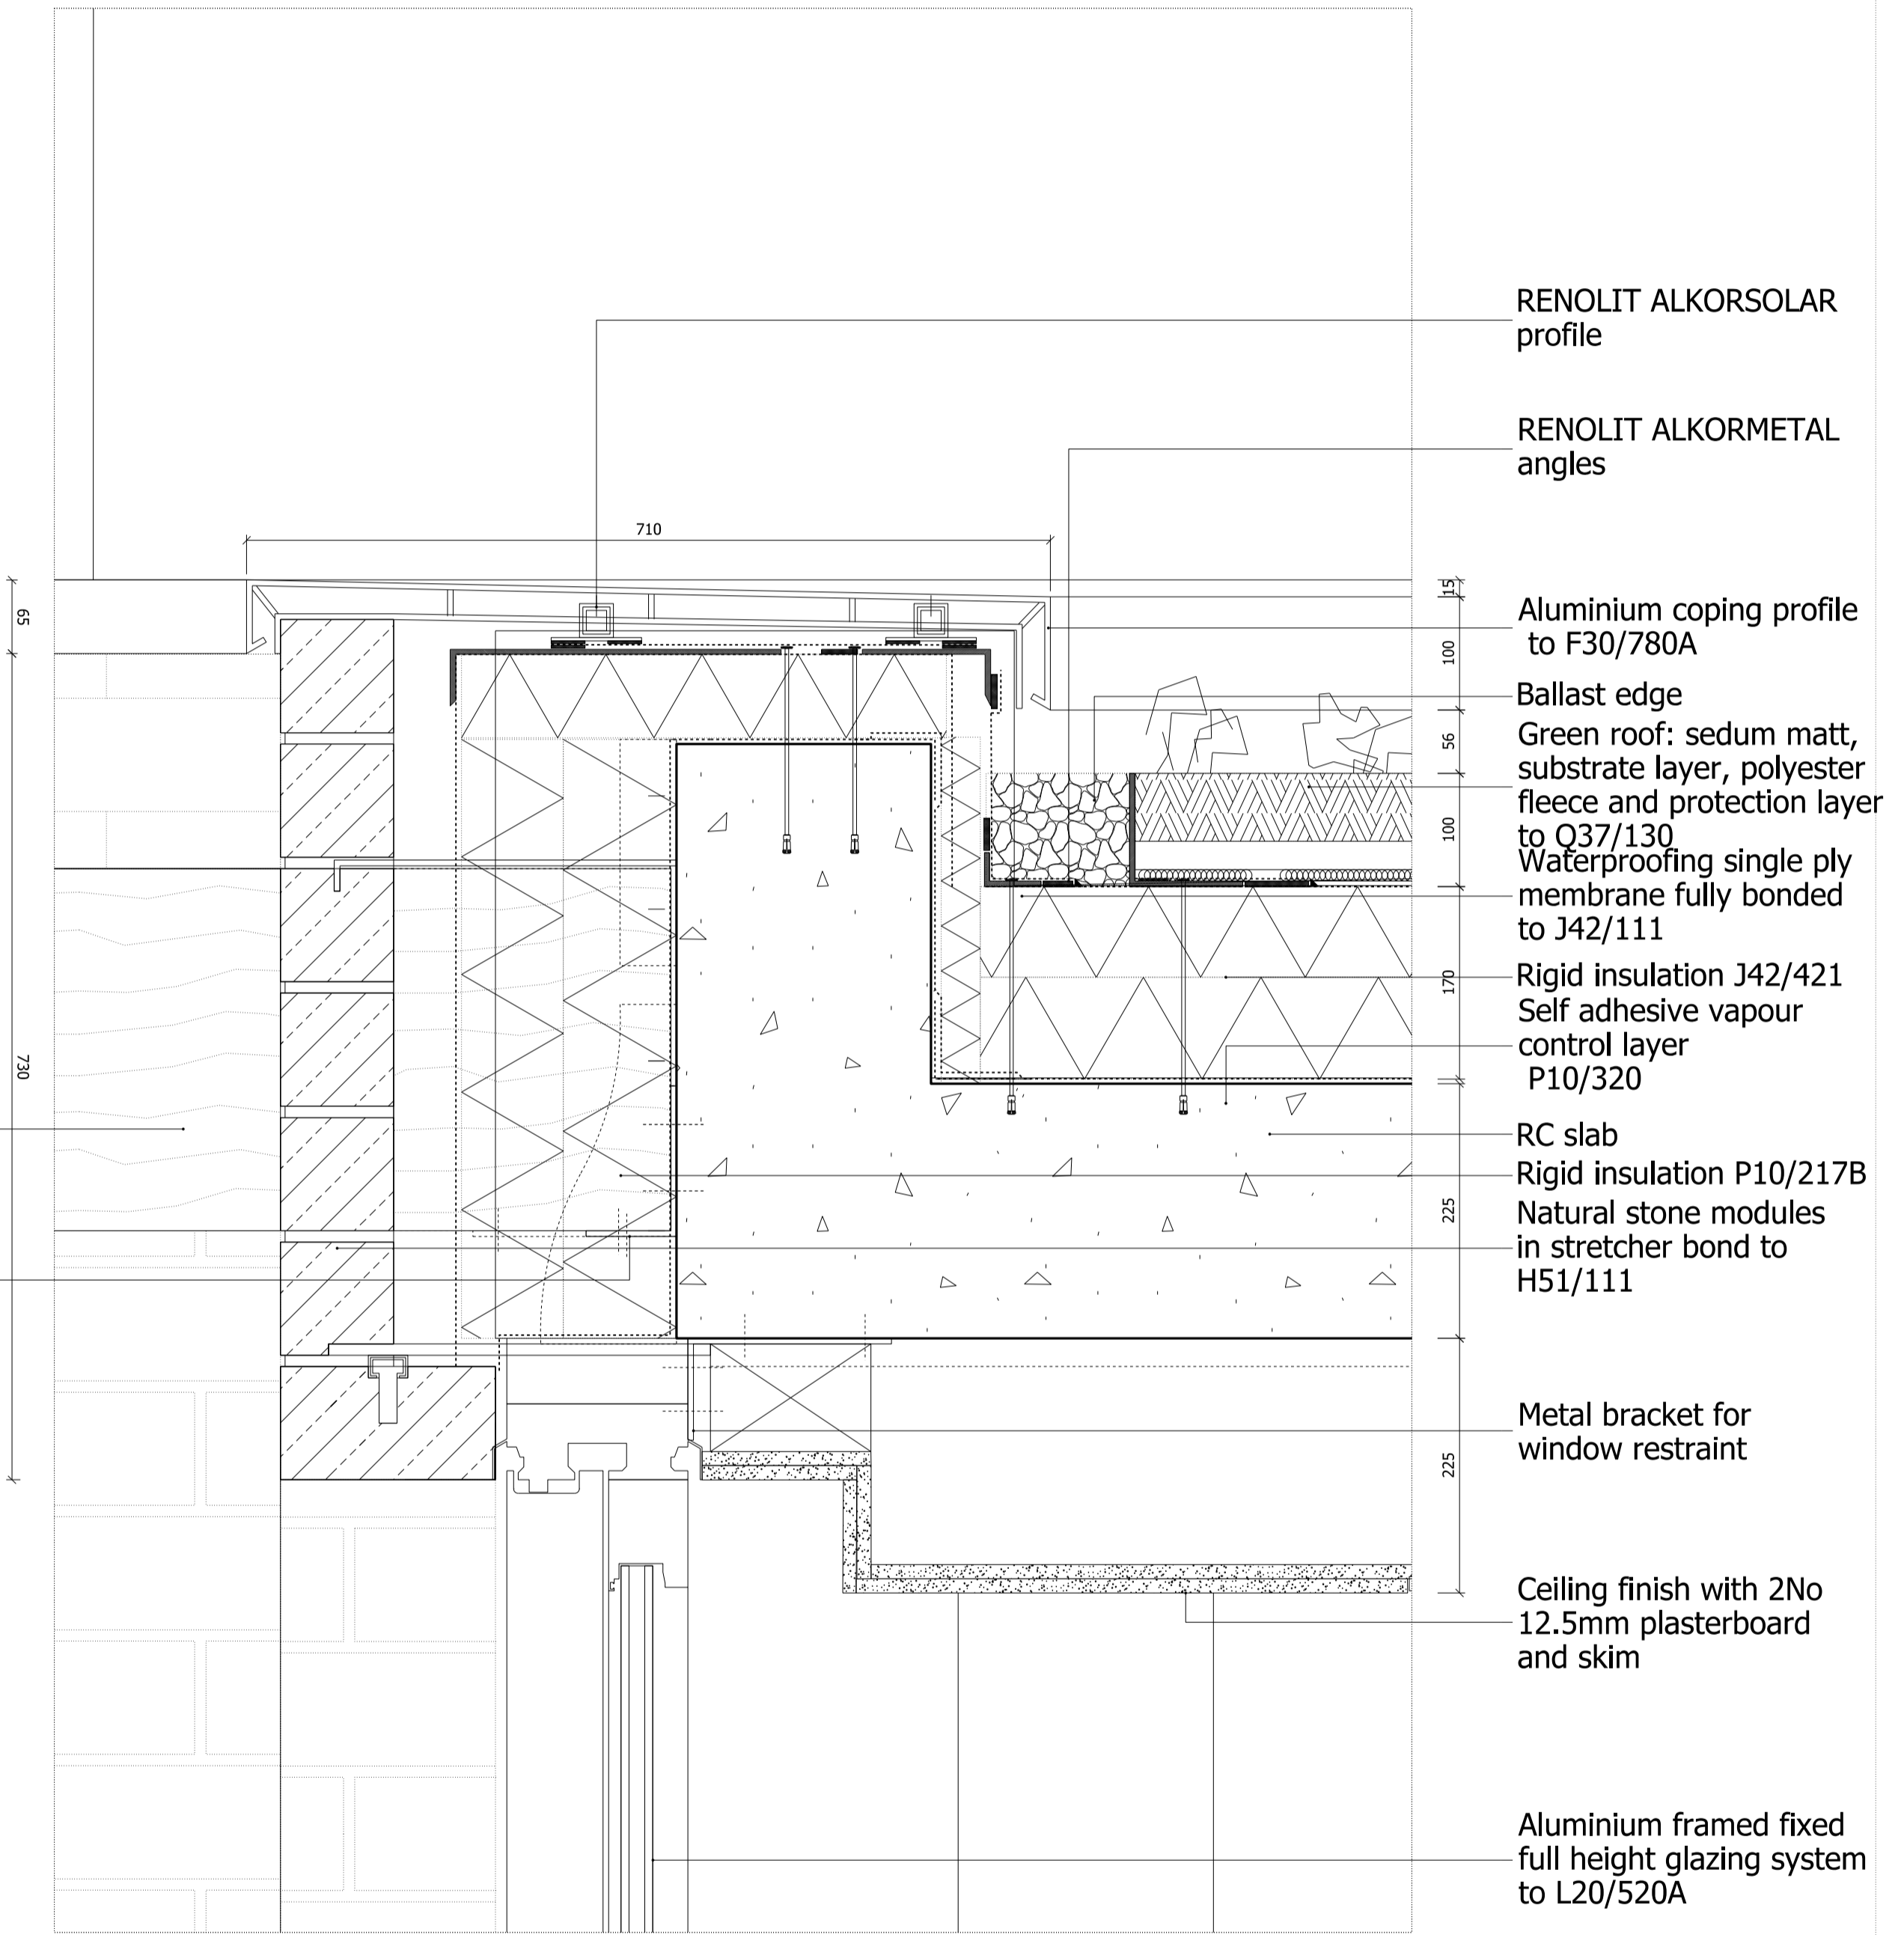 RENOLIT ALKORSOLAR
profile
RENOLIT ALKORMETAL
angles
710
65
15
Aluminium coping profile
to F30/780A
100
Ballast edge
56
Green roof: sedum matt,
substrate layer, polyester
fleece and protection layer
to Q37/130
100
Waterproofing single ply
membrane fully bonded
to J42/111
Rigid insulation J42/421
170
Self adhesive vapour
control layer
P10/320
730
RC slab
Rigid insulation P10/217B
225
Natural stone modules
in stretcher bond to
H51/111
Metal bracket for
window restraint
225
Ceiling finish with 2No
12.5mm plasterboard
and skim
Aluminium framed fixed
full height glazing system
to L20/520A